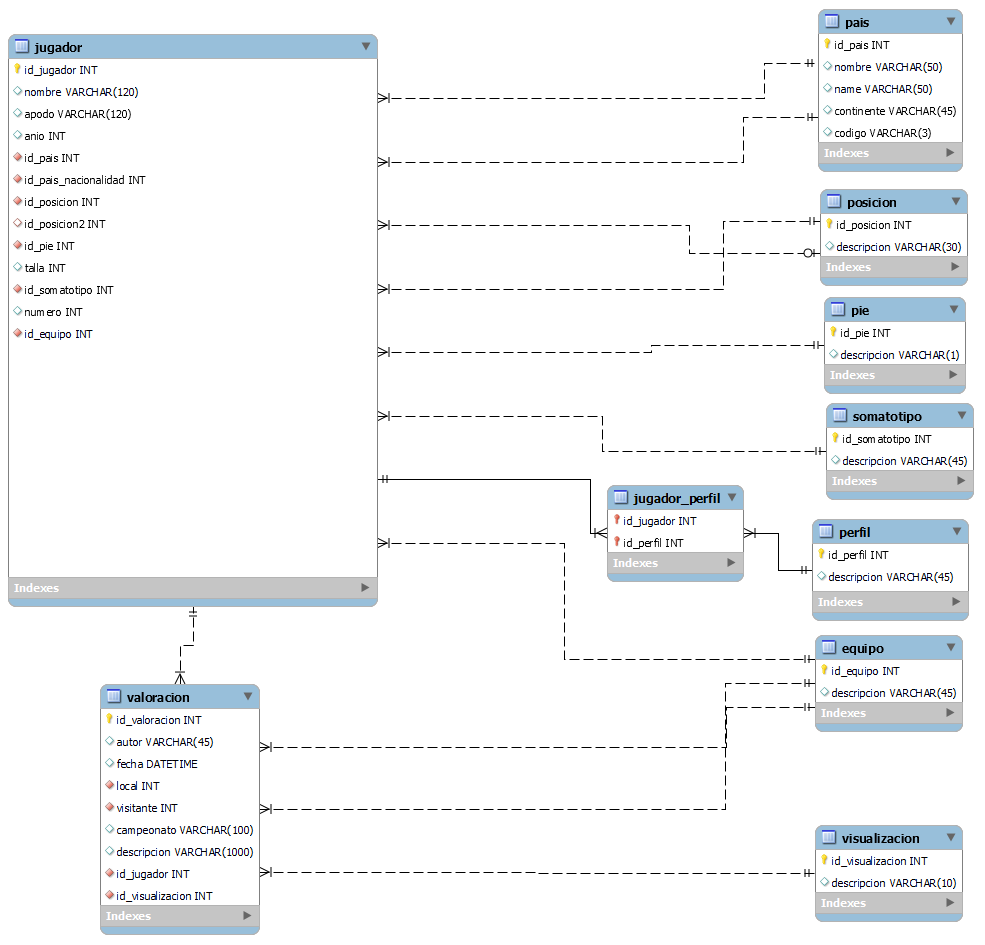 jugador
id_jugador INT
nombre VARCHAR(120)
apodo VARCHAR(120)
anio INT
id_pais INT
id_pais_nacionalidad INT
id_posicion INT
id_posicion2 INT
id_pie INT
talla INT
id_somatotipo INT
numero INT
id_equipo INT
Indexes
pais
id_pais INT
nombre VARCHAR(50)
name VARCHAR(50)
continente VARCHAR(45)
codigo VARCHAR(3)
Indexes
posicion
id_posicion INT
descripcion VARCHAR(30)
Indexes
pie
id_pie INT
descripcion VARCHAR(1)
Indexes
somatotipo
id_somatotipo INT
descripcion VARCHAR(45)
Indexes
jugador_perfil
id_jugador INT
id_perfil INT
Indexes
perfil
id_perfil INT
descripcion VARCHAR(45)
Indexes
equipo
id_equipo INT
descripcion VARCHAR(45)
Indexes
valoracion
id_valoracion INT
autor VARCHAR(45)
fecha DATETIME
local INT
visitante INT
campeonato VARCHAR(100)
descripcion VARCHAR(1000)
id_jugador INT
id_visualizacion INT
Indexes
visualizacion
id_visualizacion INT
descripcion VARCHAR(10)
Indexes